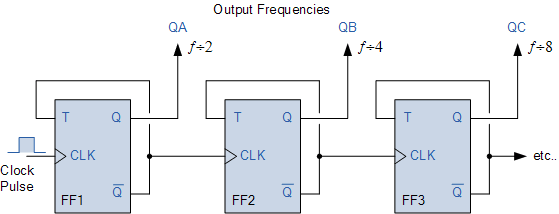 Output Frequencies
QA
QB
QC
ƒ÷2
ƒ÷4
ƒ÷8
T Q
T Q
T Q
CLK
CLK
CLK
etc..
Clock
Pulse
Q̅
Q̅
Q̅
FF1
FF2
FF3